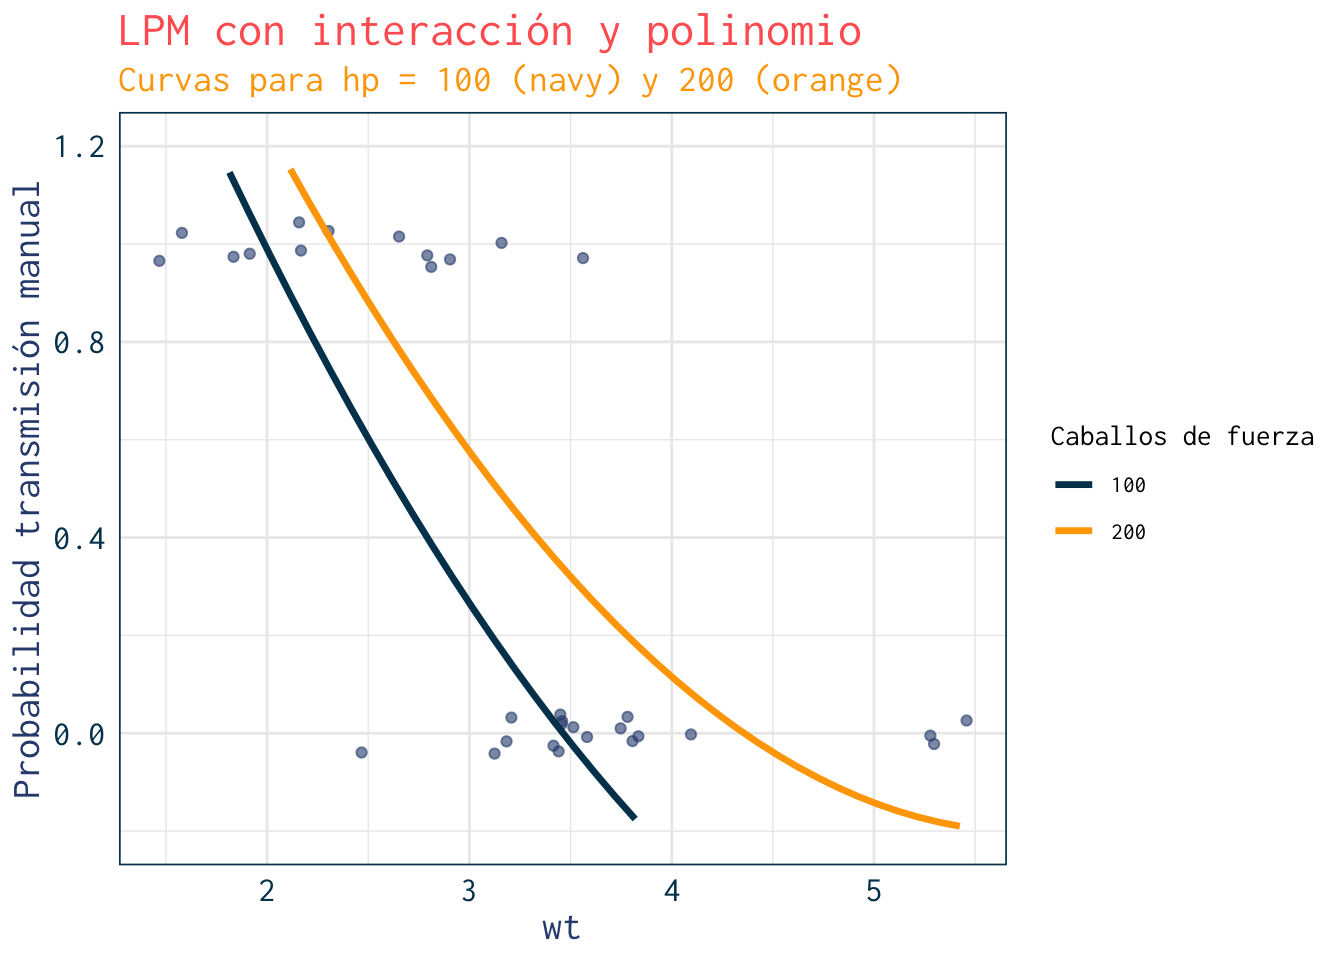 LPM con interacción y polinomio
Curvas para hp = 100 (navy) y 200 (orange)
Probabilidad transmisión manual
1.2
0.8
0.4
0.0
2 3 4 5
wt
Caballos de fuerza
100
200